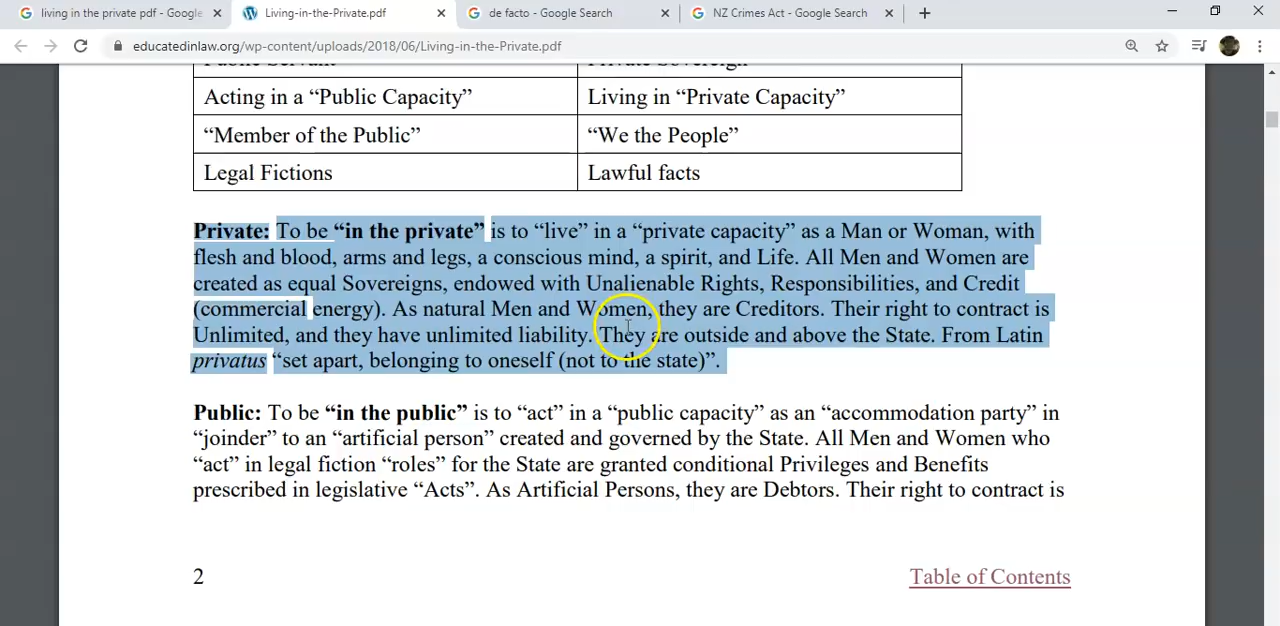 living in the private pdf - Google
Living-in-the-Private.pdf
de facto - Google Search
NZ Crimes Act - Google Search
educatedinlaw.org/wp-content/uploads/2018/06/Living-in-the-Private.pdf
Public Servant
Private Sovereign
Acting in a “Public Capacity”
Living in “Private Capacity”
“Member of the Public”
“We the People”
Legal Fictions
Lawful facts
Private: To be “in the private” is to “live” in a “private capacity” as a Man or Woman, with
flesh and blood, arms and legs, a conscious mind, a spirit, and Life. All Men and Women are
created as equal Sovereigns, endowed with Unalienable Rights, Responsibilities, and Credit
(commercial energy). As natural Men and Women, they are Creditors. Their right to contract is
Unlimited, and they have unlimited liability. They are outside and above the State. From Latin
privatus “set apart, belonging to oneself (not to the state)”.
Public: To be “in the public” is to “act” in a “public capacity” as an “accommodation party” in
“joinder” to an “artificial person” created and governed by the State. All Men and Women who
“act” in legal fiction “roles” for the State are granted conditional Privileges and Benefits
prescribed in legislative “Acts”. As Artificial Persons, they are Debtors. Their right to contract is
2
Table of Contents